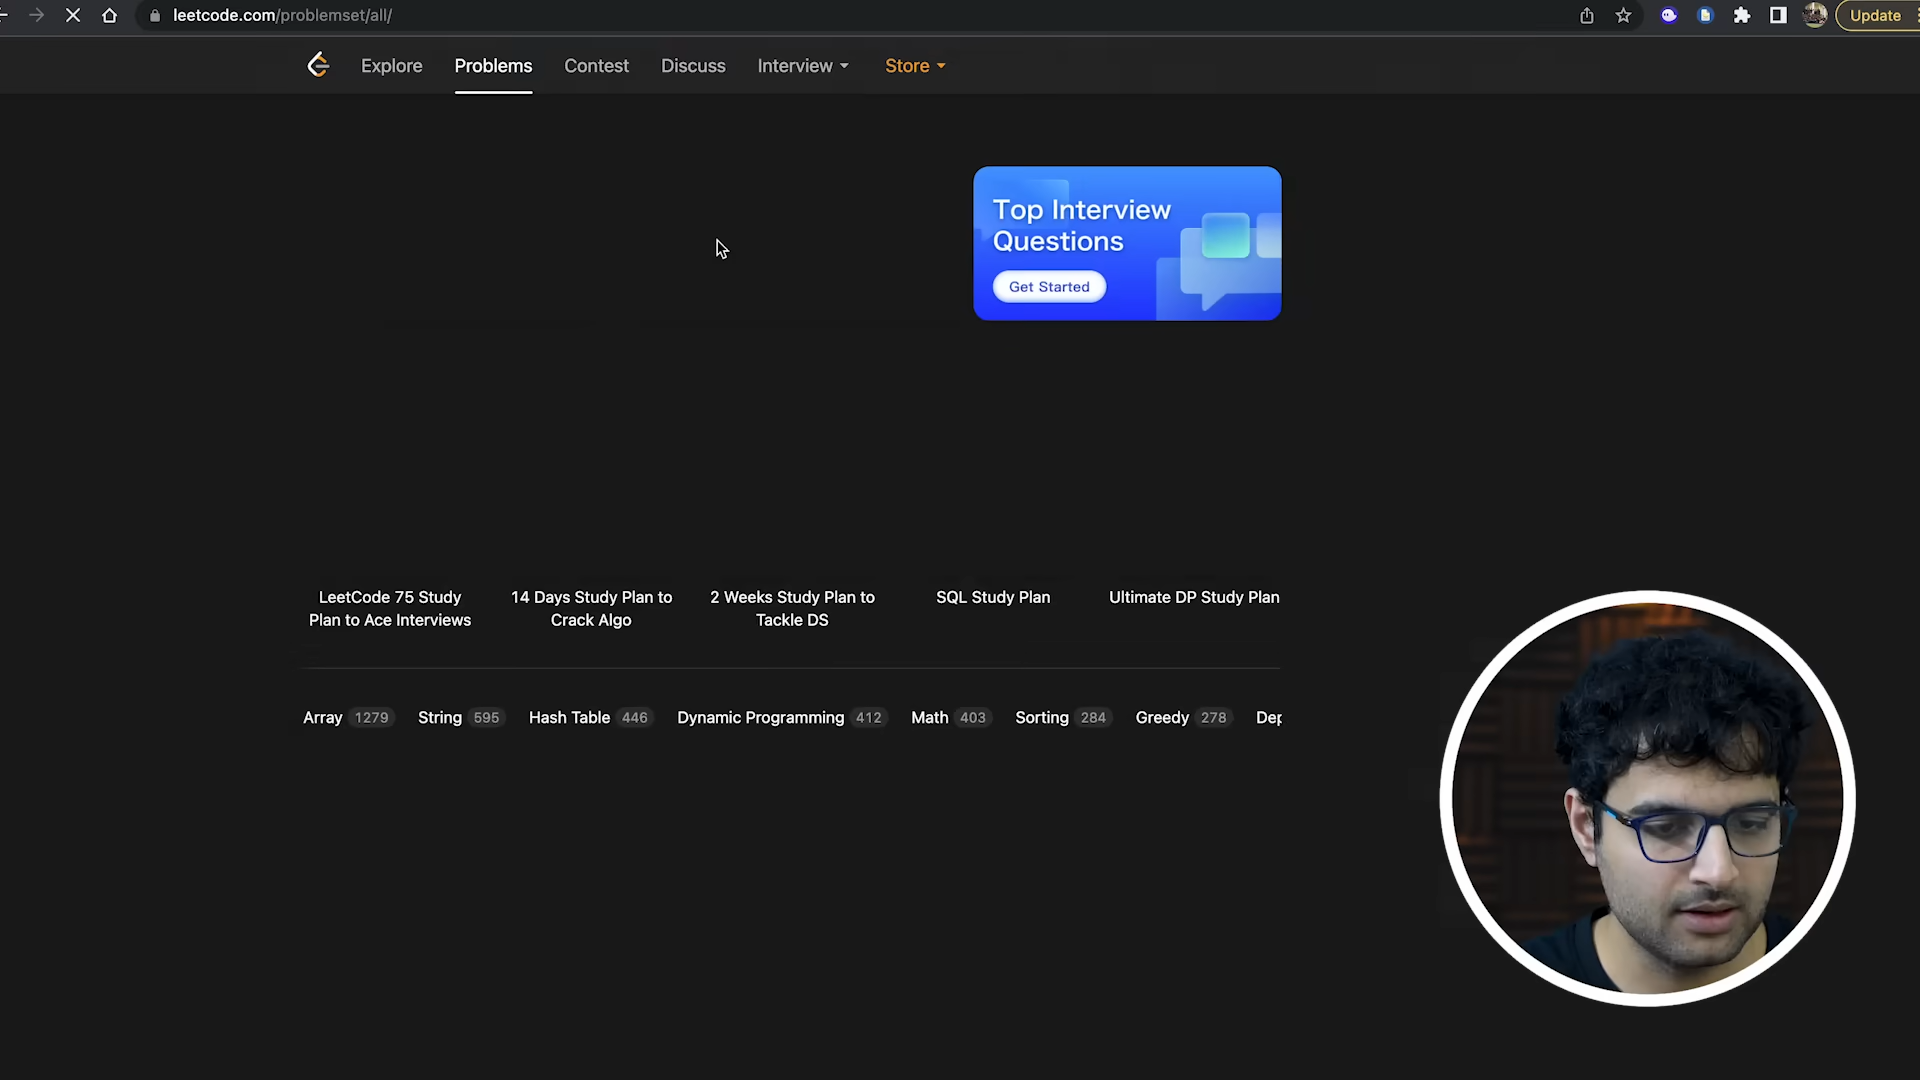 leetcode.com/problemset/all/
Update
Explore
Problems
Contest
Discuss
Interview
Store
Top Interview
Questions
Get Started
LeetCode 75 Study
Plan to Ace Interviews
14 Days Study Plan to
Crack Algo
2 Weeks Study Plan to
Tackle DS
SQL Study Plan
Ultimate DP Study Plan
Array 1279
String 595
Hash Table 446
Dynamic Programming 412
Math 403
Sorting 284
Greedy 278
Dep